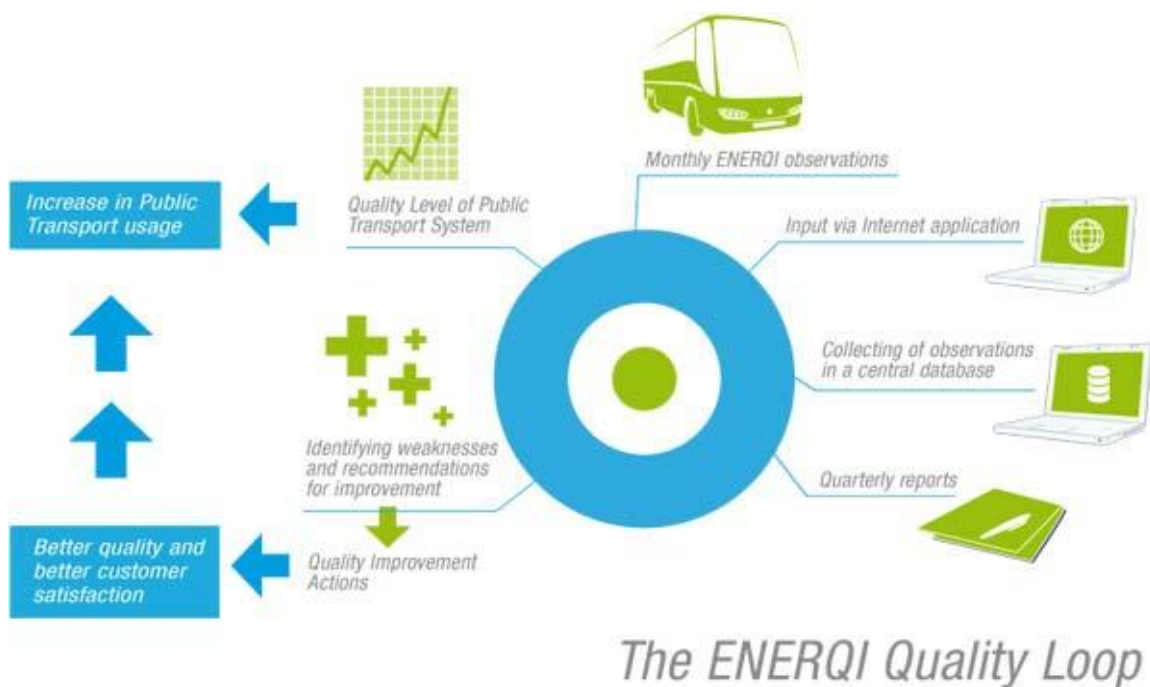 Monthly ENERQI observations
Input via Internet application
Collecting of observations
in a central database
Quarterly reports
Identifying weaknesses
and recommendations
for improvement
Quality Improvement
Actions
Better quality and
better customer
satisfaction
Quality Level of Public
Transport System
Increase in Public
Transport usage
The ENERQI Quality Loop